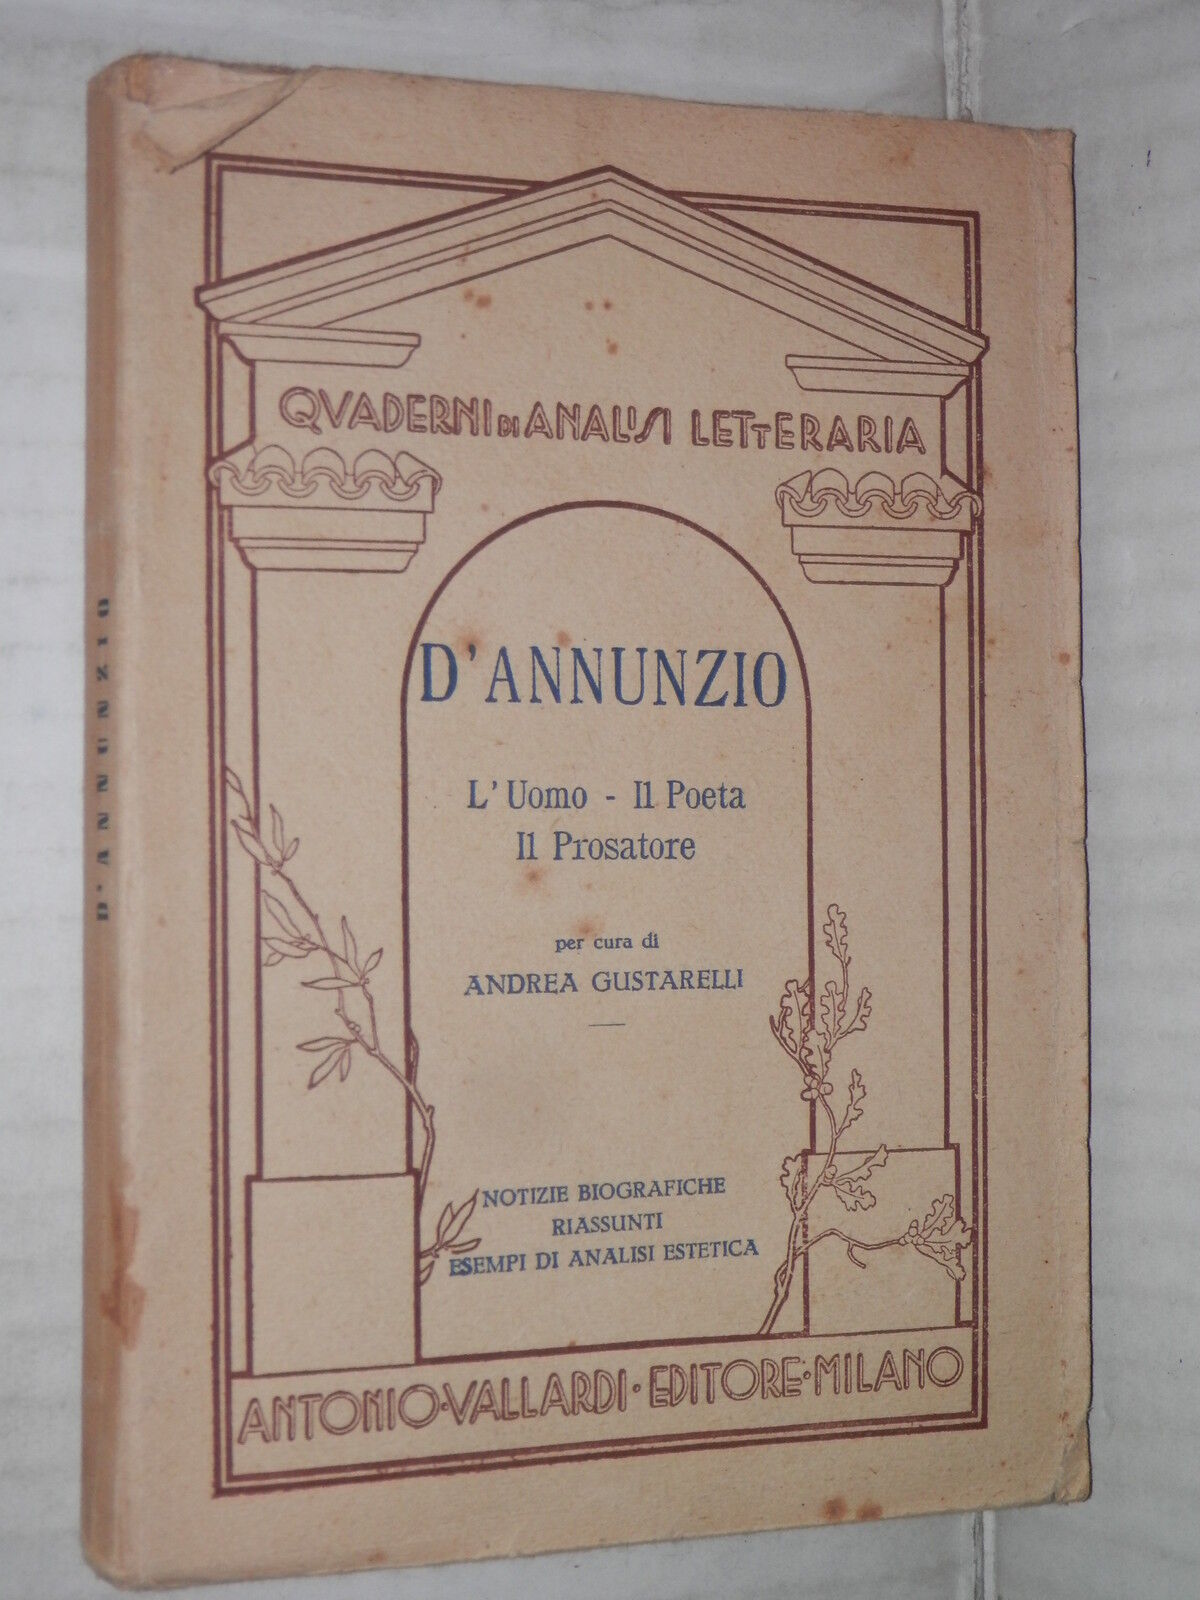 QVADERNI DI ANALISI LETTERARIA
D'ANNUNZIO
L'Uomo - Il Poeta
Il Prosatore
per cura di
ANDREA GUSTARELLI
NOTIZIE BIOGRAFICHE
RIASSUNTI
ESEMPI DI ANALISI ESTETICA
ANTONIO·VALLARDI·EDITORE·MILANO
D'ANNUNZIO